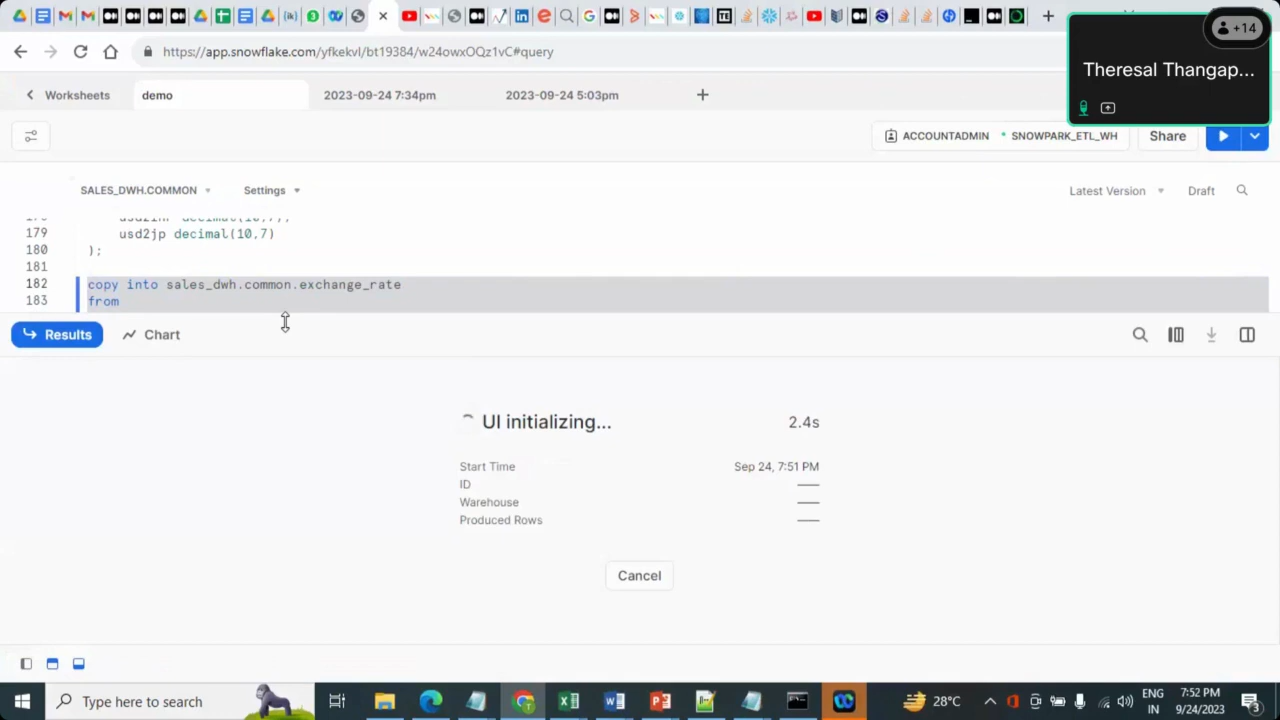 https://app.snowflake.com/yfkekvl/bt19384/w24owxOQz1vC#query
+14
Theresal Thangap...
Worksheets
demo
2023-09-24 7:34pm
2023-09-24 5:03pm
ACCOUNTADMIN
SNOWPARK_ETL_WH
Share
SALES_DWH.COMMON
Settings
Latest Version
Draft
179 usd2jp decimal(10,7)
180 );
181
182 copy into sales_dwh.common.exchange_rate
183 from
Results
Chart
UI initializing...
2.4s
Start Time
Sep 24, 7:51 PM
ID
Warehouse
Produced Rows
Cancel
Type here to search
28°C
ENG
IN
7:52 PM
9/24/2023
3